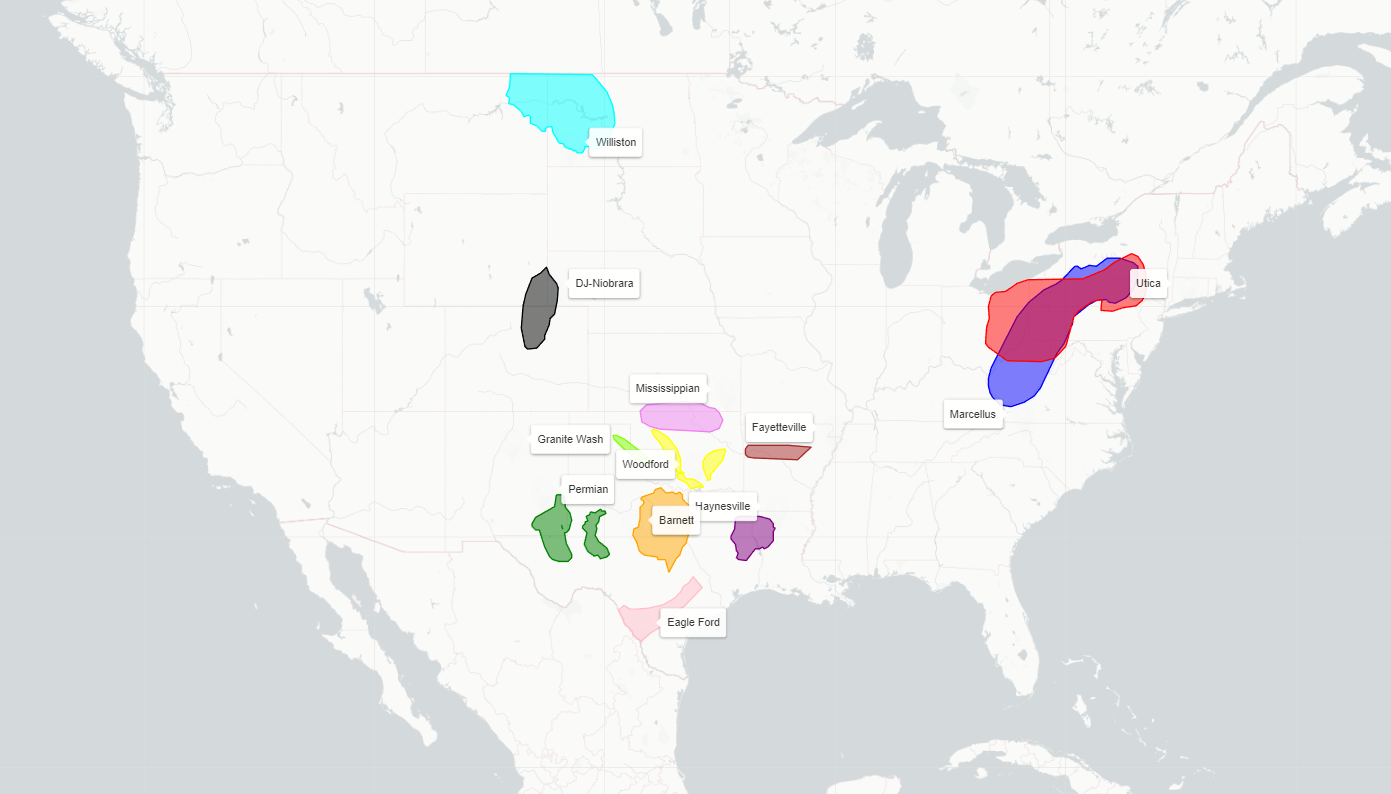 Williston
DJ-Niobrara
Utica
Mississippian
Marcellus
Fayetteville
Granite Wash
Woodford
Permian
Haynesville
Barnett
Eagle Ford